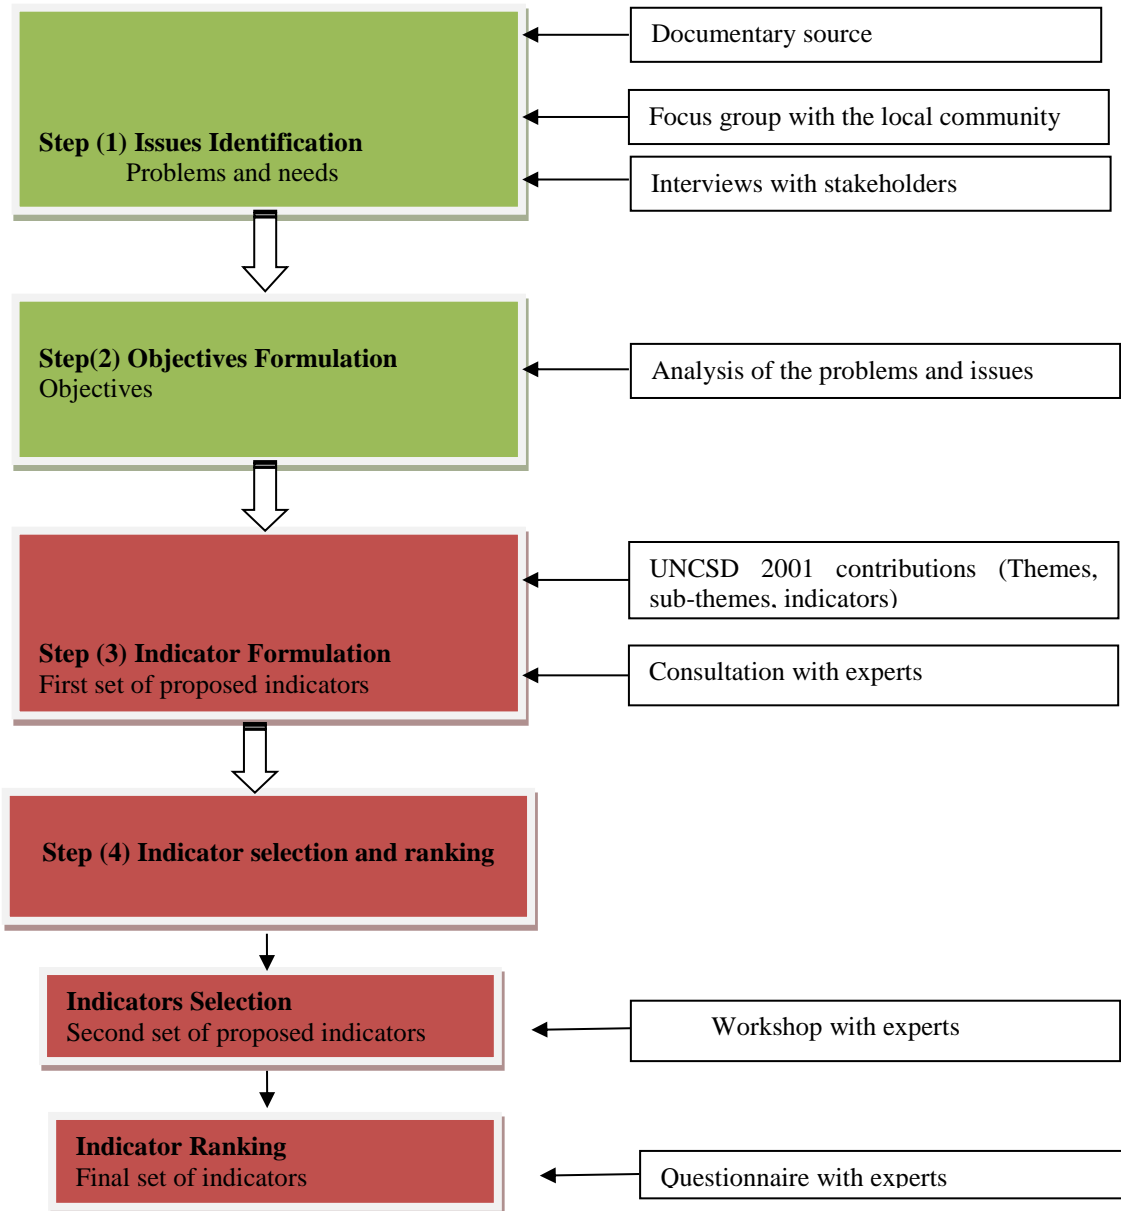 Documentary source
Focus group with the local community
Step (1) Issues Identification
Problems and needs
Interviews with stakeholders
Step(2) Objectives Formulation
Objectives
Analysis of the problems and issues
UNCSD 2001 contributions (Themes,
sub-themes, indicators)
Step (3) Indicator Formulation
First set of proposed indicators
Consultation with experts
Step (4) Indicator selection and ranking
Indicators Selection
Second set of proposed indicators
Workshop with experts
Indicator Ranking
Final set of indicators
Questionnaire with experts